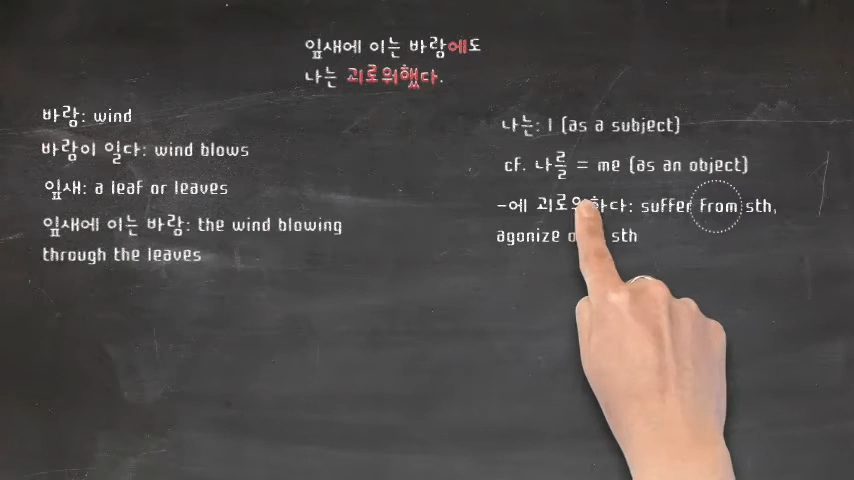 잎새에 이는 바람에도
나는 괴로워했다.
바람: wind
바람이 일다: wind blows
잎새: a leaf or leaves
잎새에 이는 바람: the wind blowing
through the leaves
나는: I (as a subject)
cf. 나를 = me (as an object)
-에 괴로워하다: suffer from sth,
agonize sth